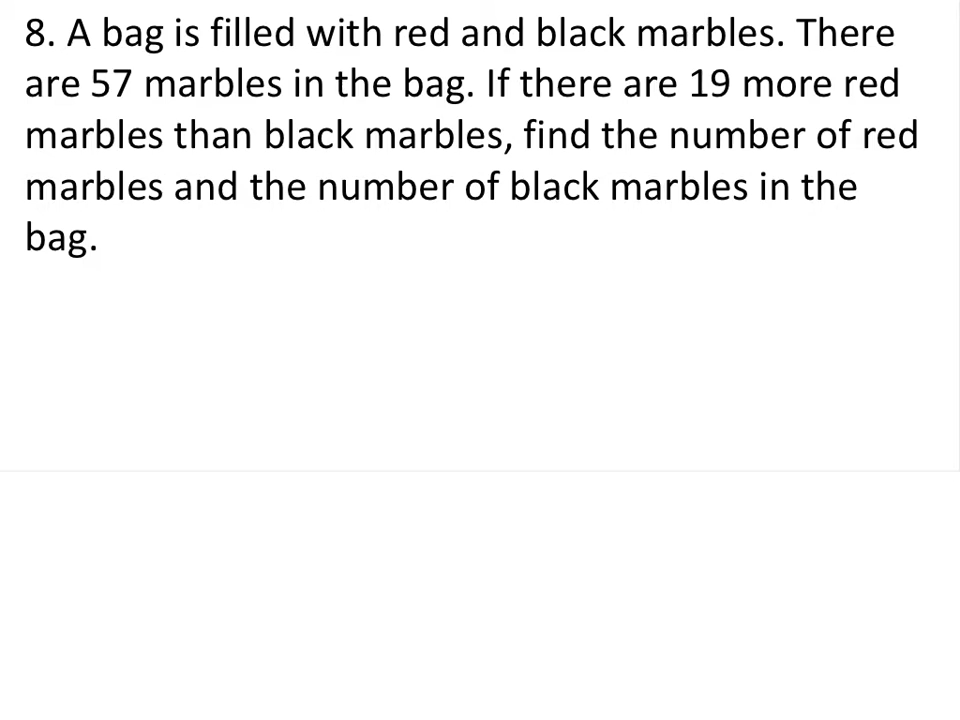 8. A bag is filled with red and black marbles. There
are 57 marbles in the bag. If there are 19 more red
marbles than black marbles, find the number of red
marbles and the number of black marbles in the
bag.